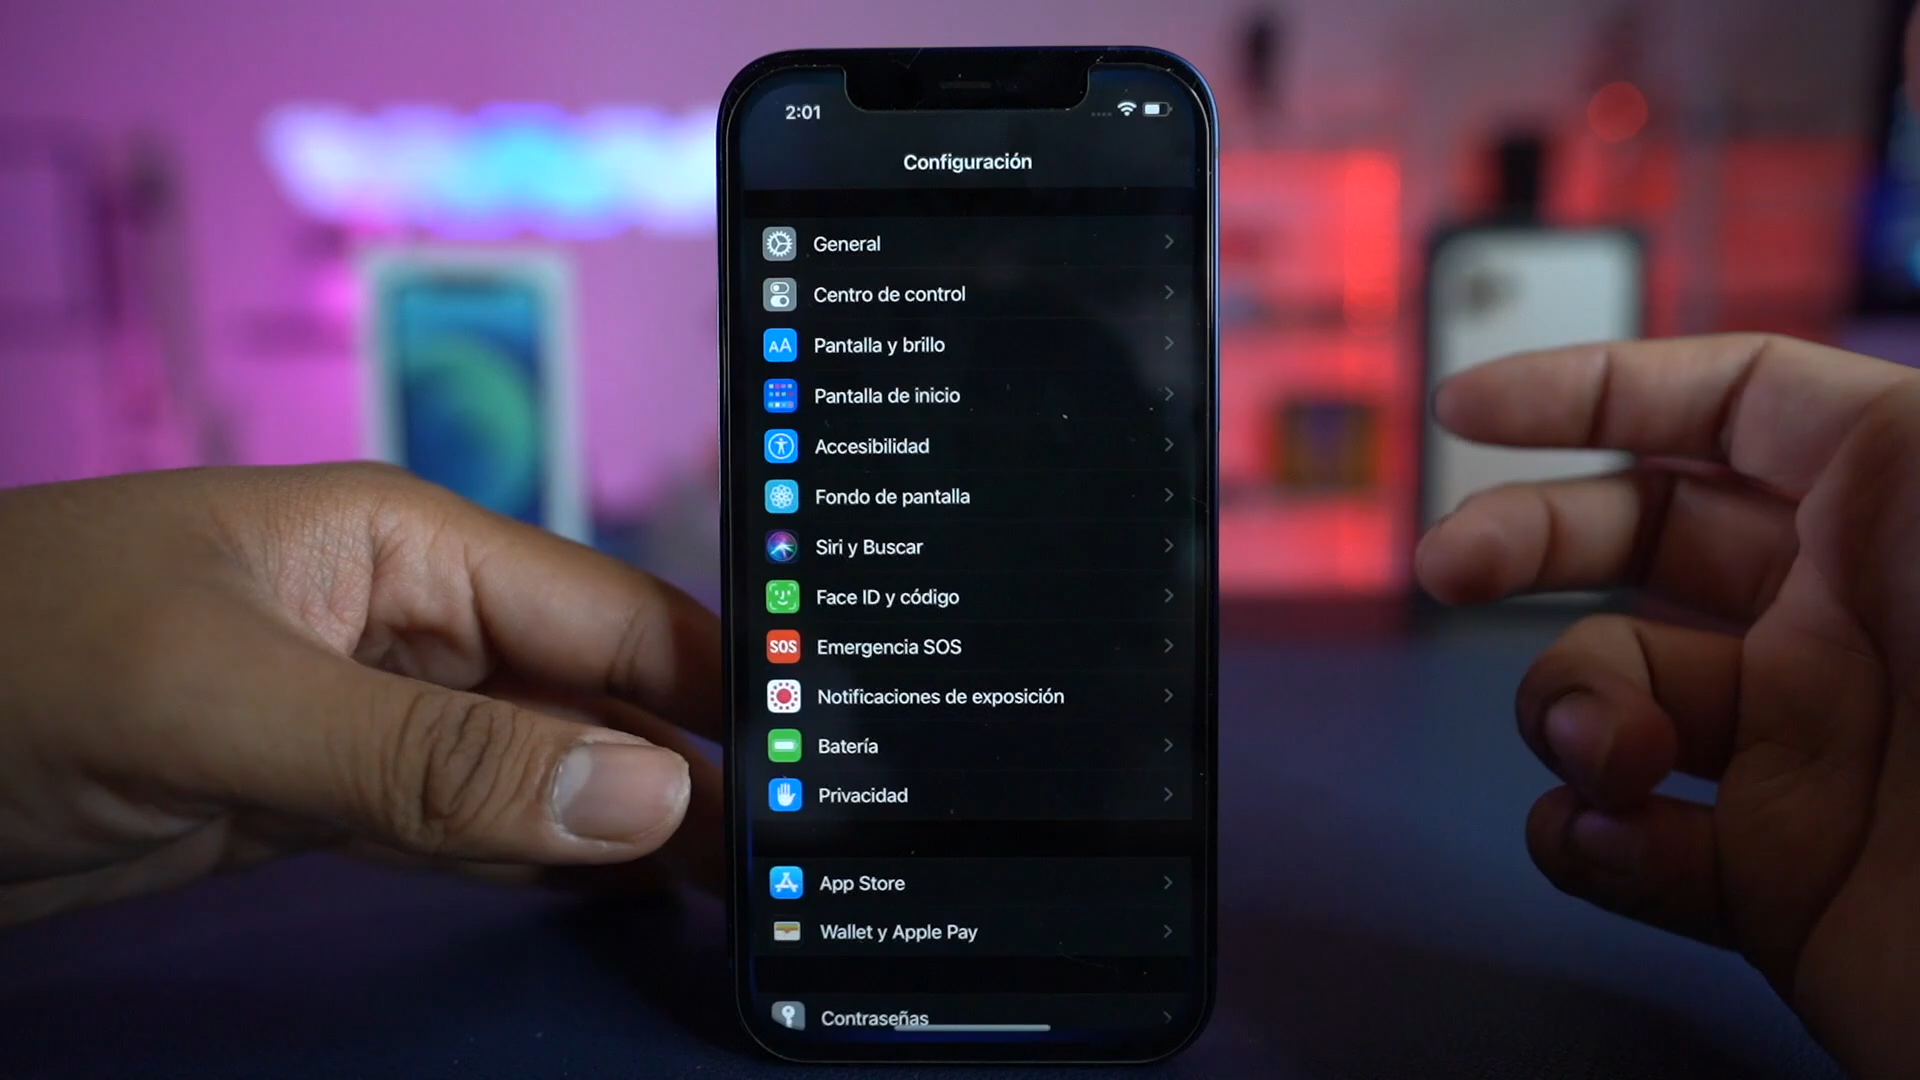 2:01
Configuración
General
Centro de control
AA Pantalla y brillo
Pantalla de inicio
Accesibilidad
Fondo de pantalla
Siri y Buscar
Face ID y código
SOS Emergencia SOS
Notificaciones de exposición
Batería
Privacidad
App Store
Wallet y Apple Pay
Contraseñas